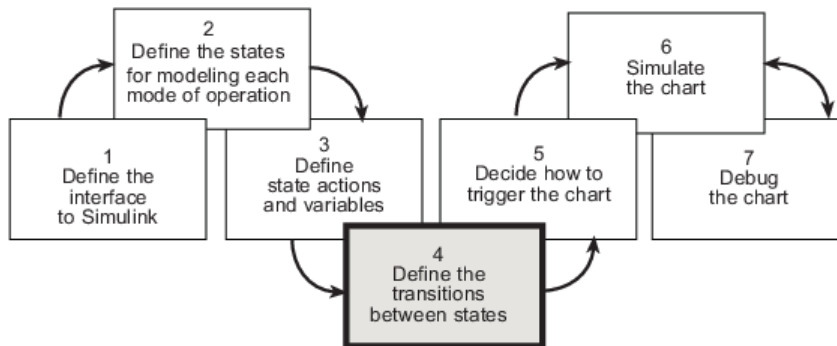 1
Define the
interface
to Simulink
2
Define the states
for modeling each
mode of operation
3
Define
state actions
and variables
4
Define the
transitions
between states
5
Decide how to
trigger the chart
6
Simulate
the chart
7
Debug
the chart